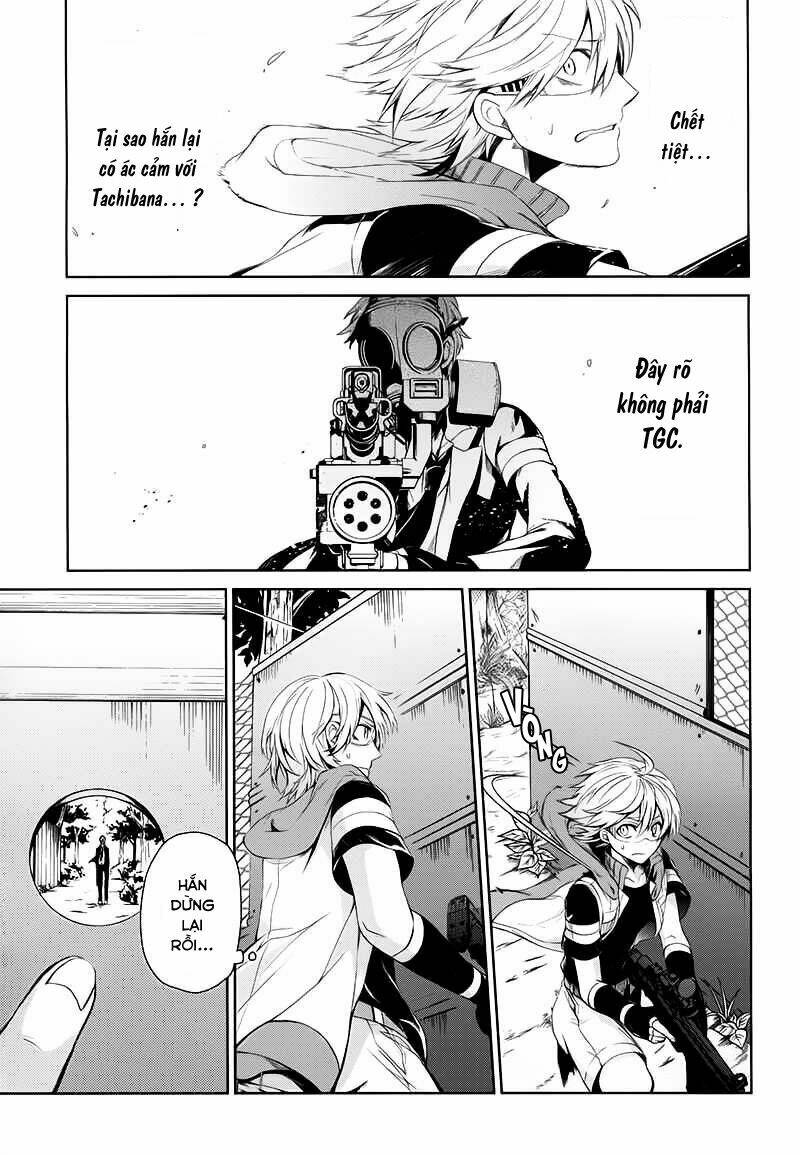 Chết
tiệt...
Tại sao hắn lại
có ác cảm với
Tachibana... ?
Đây rõ
không phải
TGC.
VÒNG
HẮN
DỪNG
LẠI
RỒI...